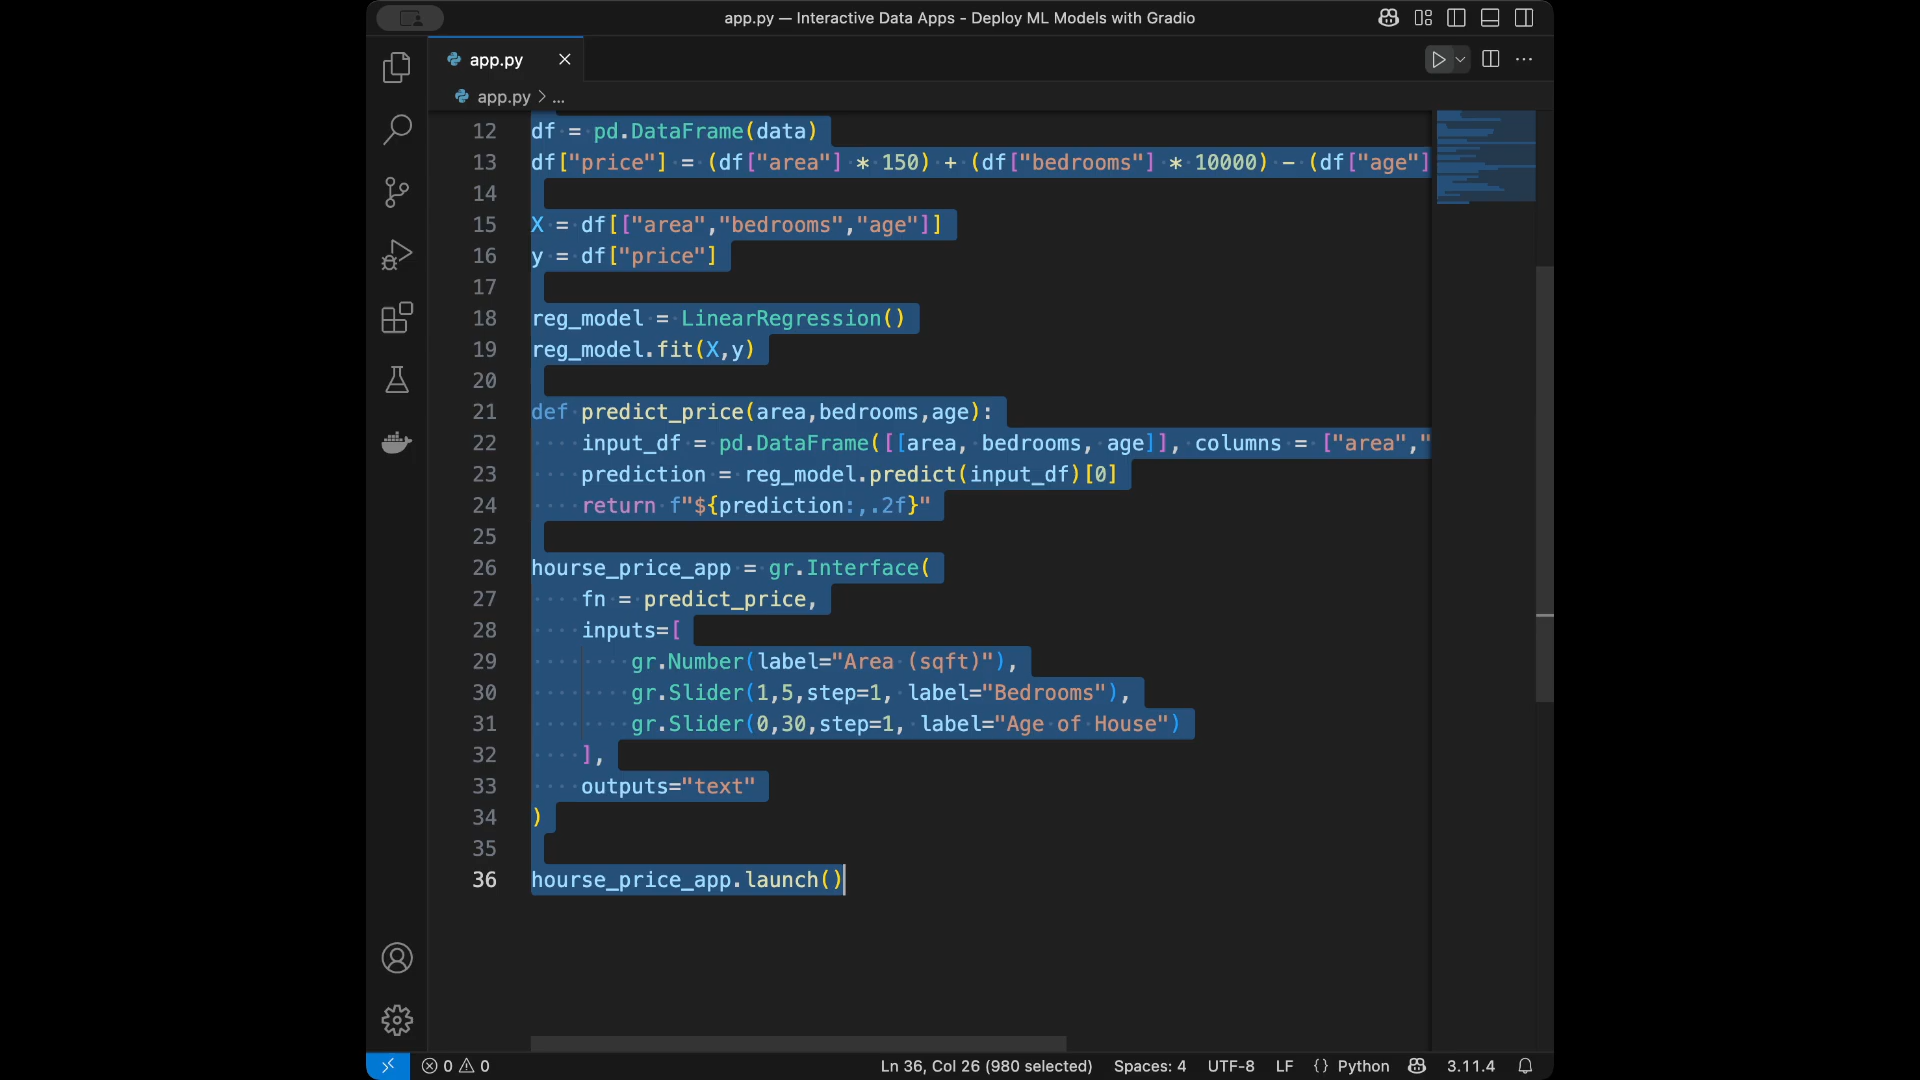 app.py — Interactive Data Apps - Deploy ML Models with Gradio
app.py
app.py > ...
12 df = pd.DataFrame(data)
13 df["price"] = (df["area"] * 150) + (df["bedrooms"] * 10000) - (df["age"]
14
15 X = df[["area","bedrooms","age"]]
16 y = df["price"]
17
18 reg_model = LinearRegression()
19 reg_model.fit(X,y)
20
21 def predict_price(area,bedrooms,age):
22     input_df = pd.DataFrame([[area, bedrooms, age]], columns = ["area","
23     prediction = reg_model.predict(input_df)[0]
24     return f"${prediction:,.2f}"
25
26 hourse_price_app = gr.Interface(
27     fn = predict_price,
28     inputs=[
29         gr.Number(label="Area (sqft)"),
30         gr.Slider(1,5,step=1, label="Bedrooms"),
31         gr.Slider(0,30,step=1, label="Age of House")
32     ],
33     outputs="text"
34 )
35
36 hourse_price_app.launch()
0 0 Ln 36, Col 26 (980 selected) Spaces: 4 UTF-8 LF {} Python 3.11.4